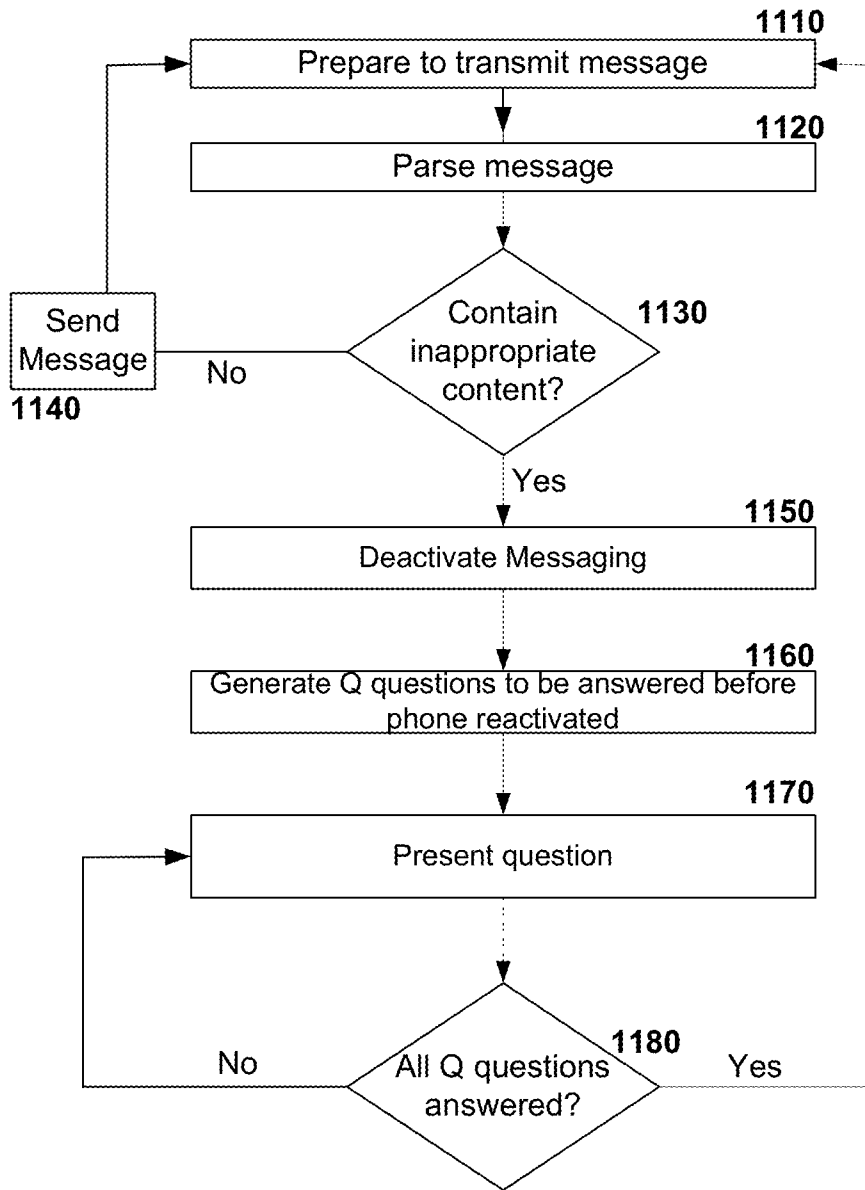 1110
Prepare to transmit message
1120
Parse message
Contain
inappropriate
content?
1130
Send
Message
1140
No
Yes
1150
Deactivate Messaging
1160
Generate Q questions to be answered before
phone reactivated
1170
Present question
1180
All Q questions
answered?
No
Yes